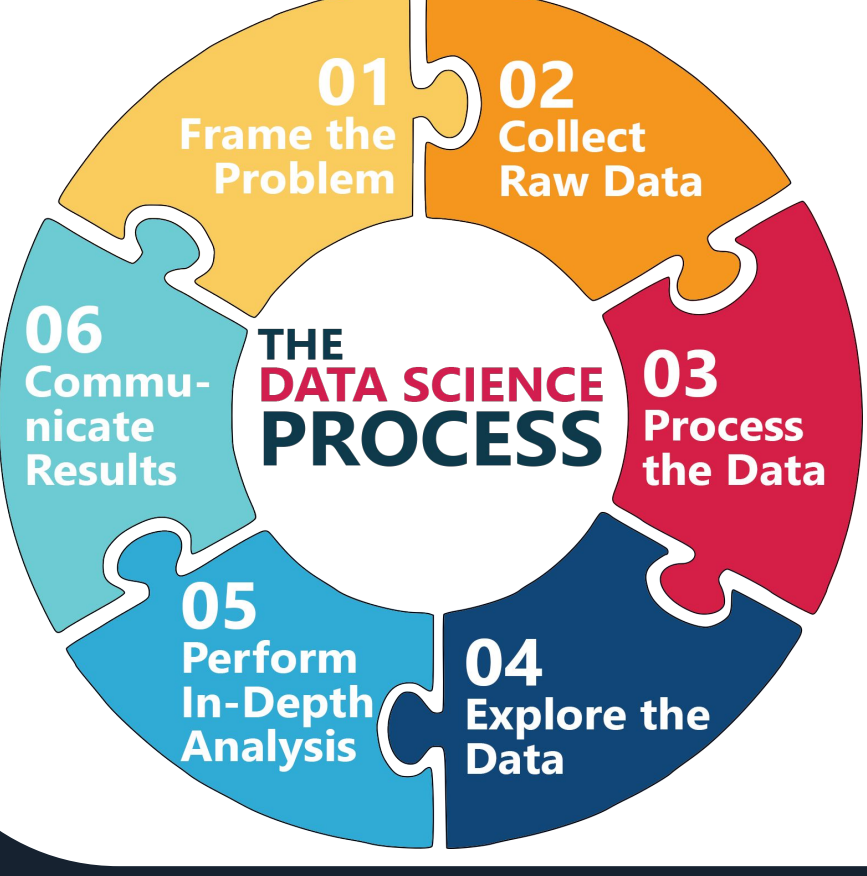 01
Frame the
Problem
02
Collect
Raw Data
03
Process
the Data
04
Explore the
Data
05
Perform
In-Depth
Analysis
06
Commu-
nicate
Results
THE
DATA SCIENCE
PROCESS